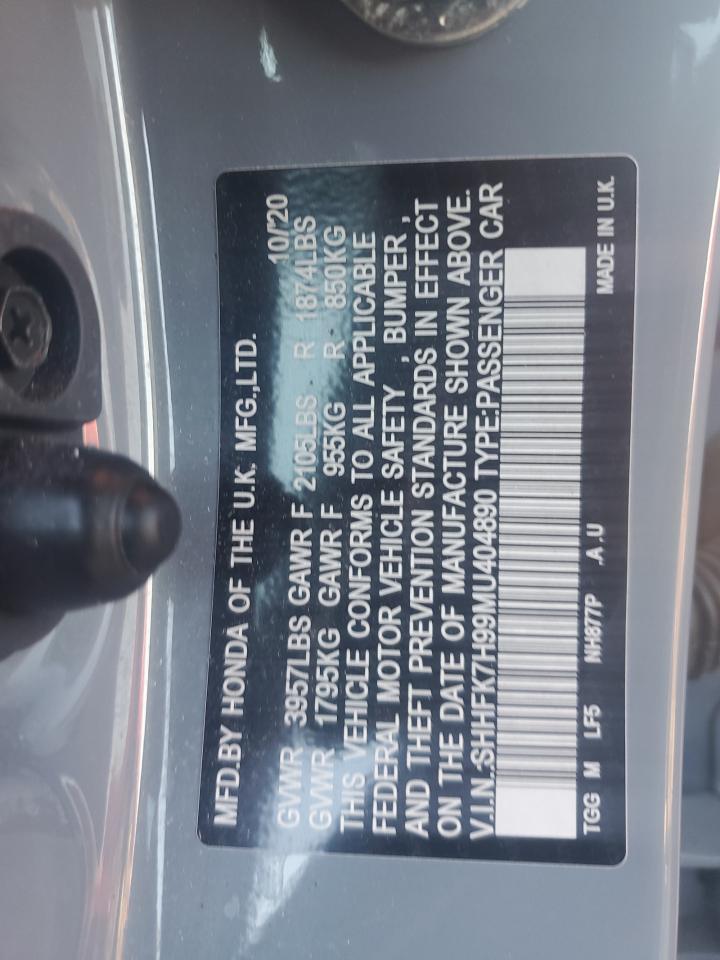 MFD.BY HONDA OF THE U.K. MFG.,LTD.
10/'20
GVWR 3957LBS GAWR F 2105LBS R 1874LBS
GVWR 1795KG GAWR F 955KG R 850KG
THIS VEHICLE CONFORMS TO ALL APPLICABLE
FEDERAL MOTOR VEHICLE SAFETY , BUMPER ,
AND THEFT PREVENTION STANDARDS IN EFFECT
ON THE DATE OF MANUFACTURE SHOWN ABOVE.
V.I.N.:SHHFK7H99MU404890 TYPE:PASSENGER CAR
TGG M LF5 NH877P .A .U MADE IN U.K.